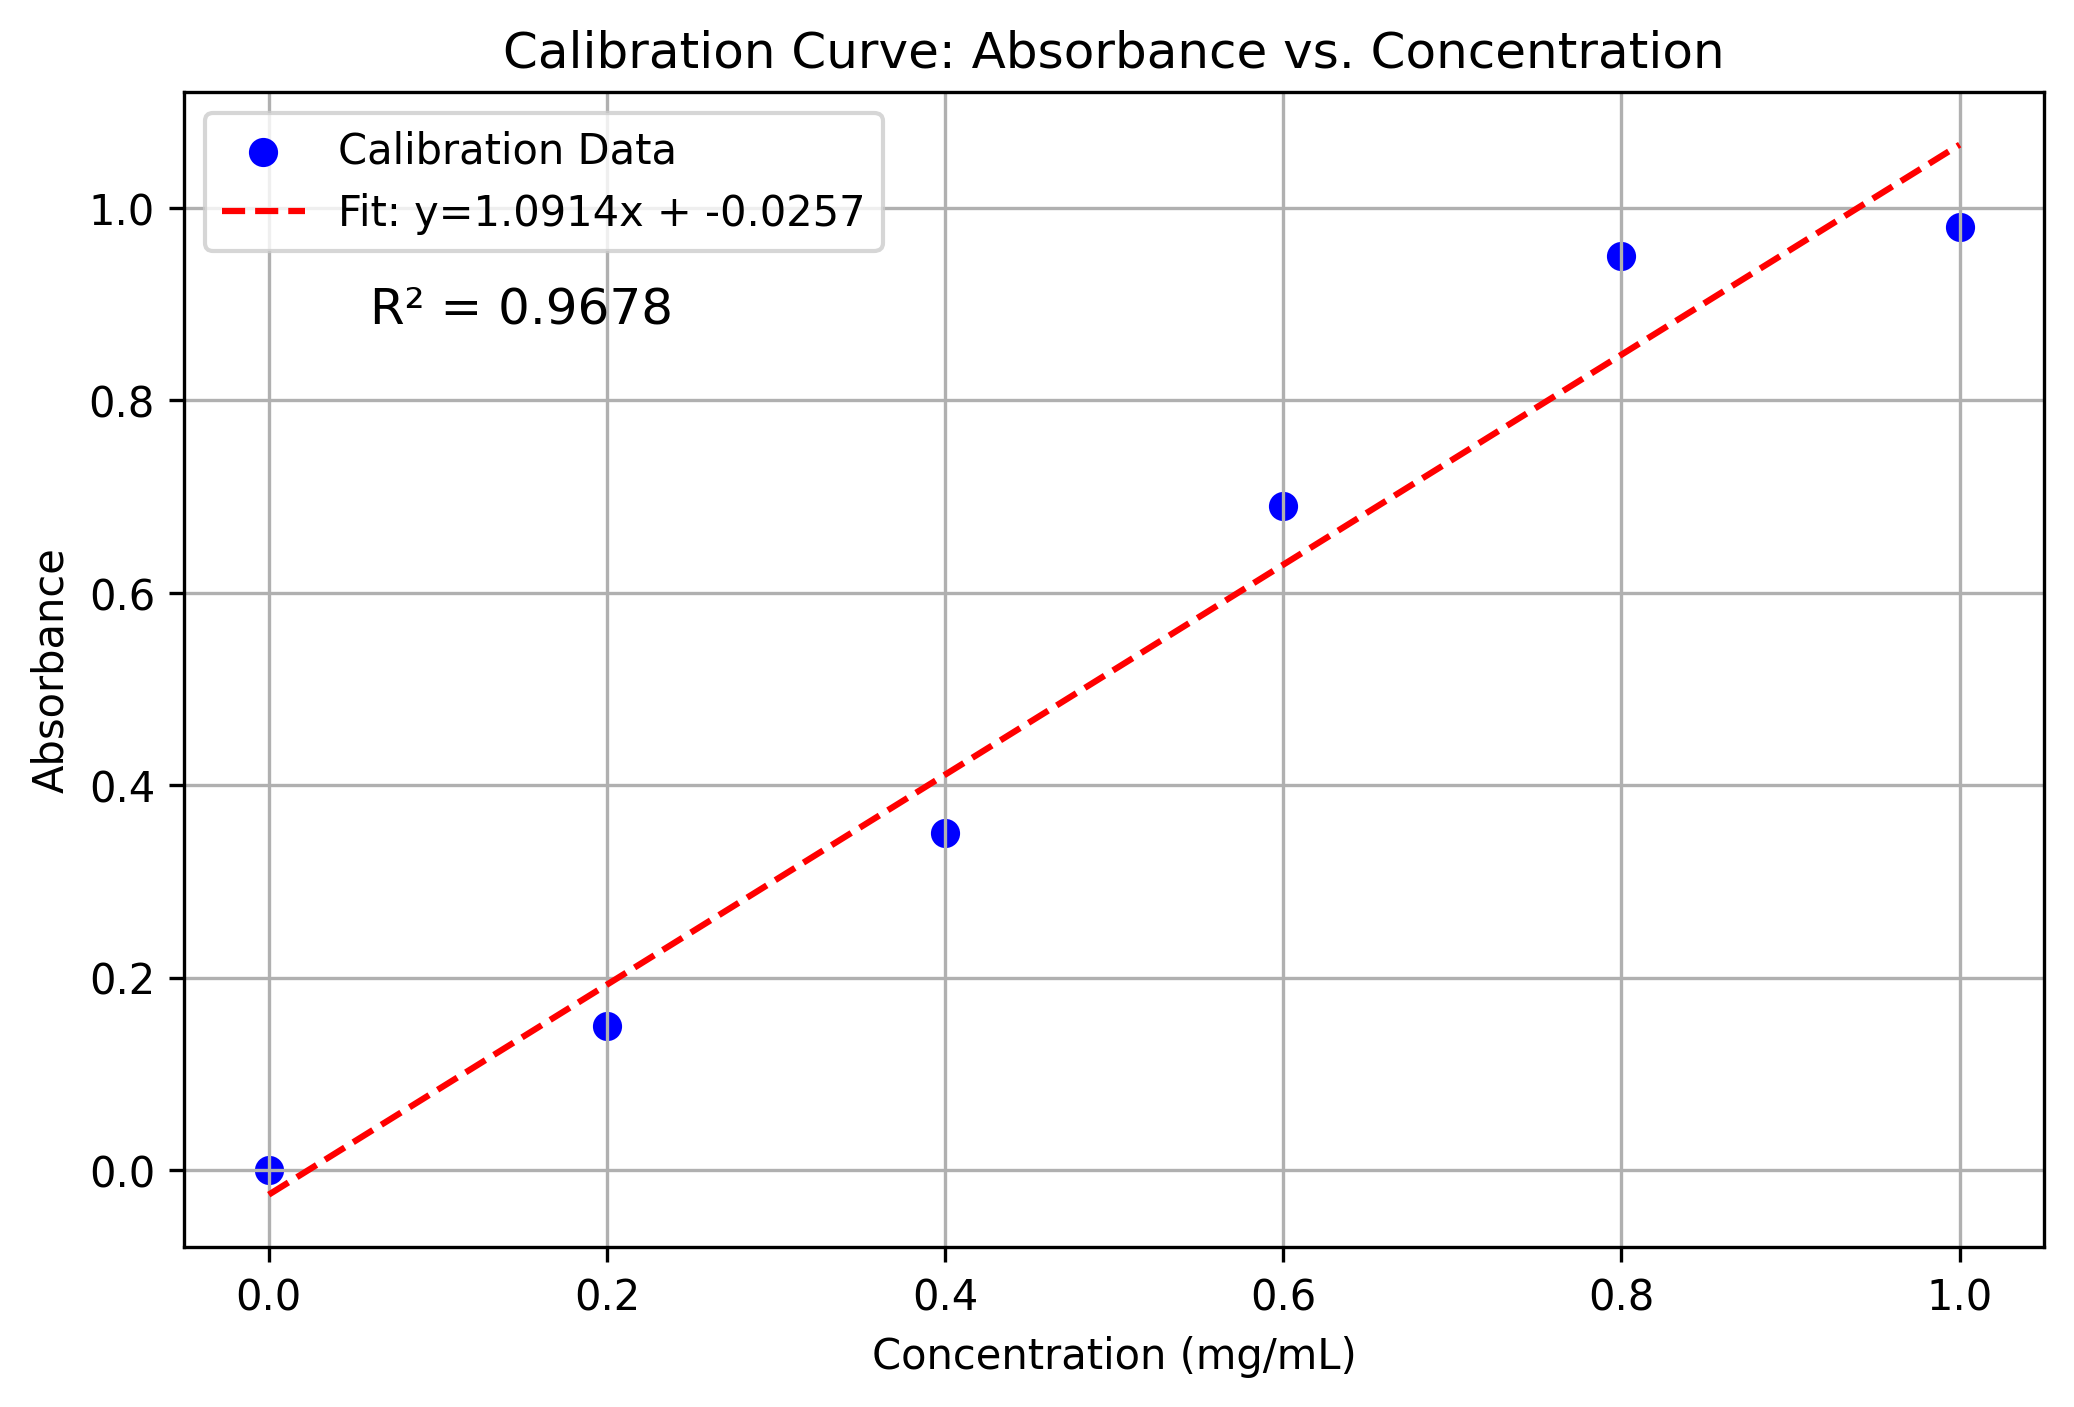 Calibration Curve: Absorbance vs. Concentration
Calibration Data
Fit: y=1.0914x + -0.0257
R² = 0.9678
1.0
0.8
0.6
0.4
0.2
0.0
Absorbance
0.0 0.2 0.4 0.6 0.8 1.0
Concentration (mg/mL)